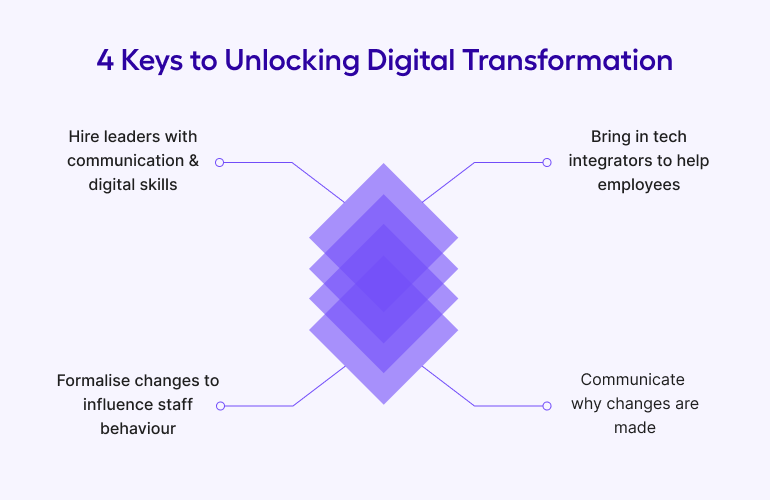 4 Keys to Unlocking Digital Transformation
Hire leaders with
communication &
digital skills
Bring in tech
integrators to help
employees
Formalise changes to
influence staff
behaviour
Communicate
why changes are
made